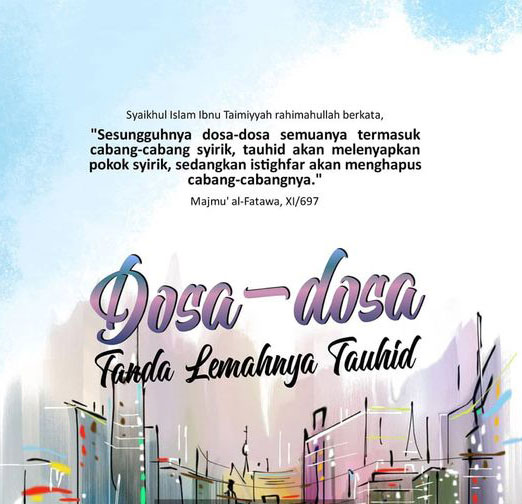 Syaikhul Islam Ibnu Taimiyyah rahimahullah berkata,
"Sesungguhnya dosa-dosa semuanya termasuk
cabang-cabang syirik, tauhid akan melenyapkan
pokok syirik, sedangkan istighfar akan menghapus
cabang-cabangnya."
Majmu' al-Fatawa, XI/697
Dosa-dosa
Tanda Lemahnya Tauhid